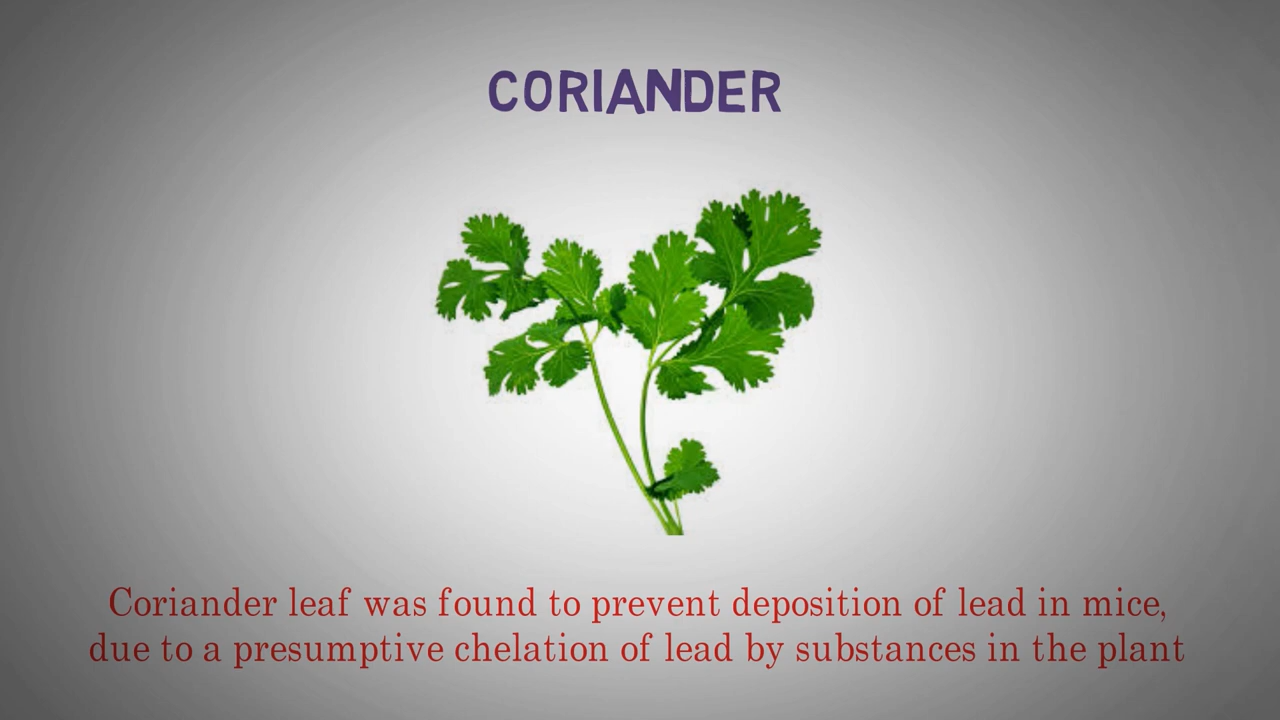 CORIANDER
Coriander leaf was found to prevent deposition of lead in mice,
due to a presumptive chelation of lead by substances in the plant